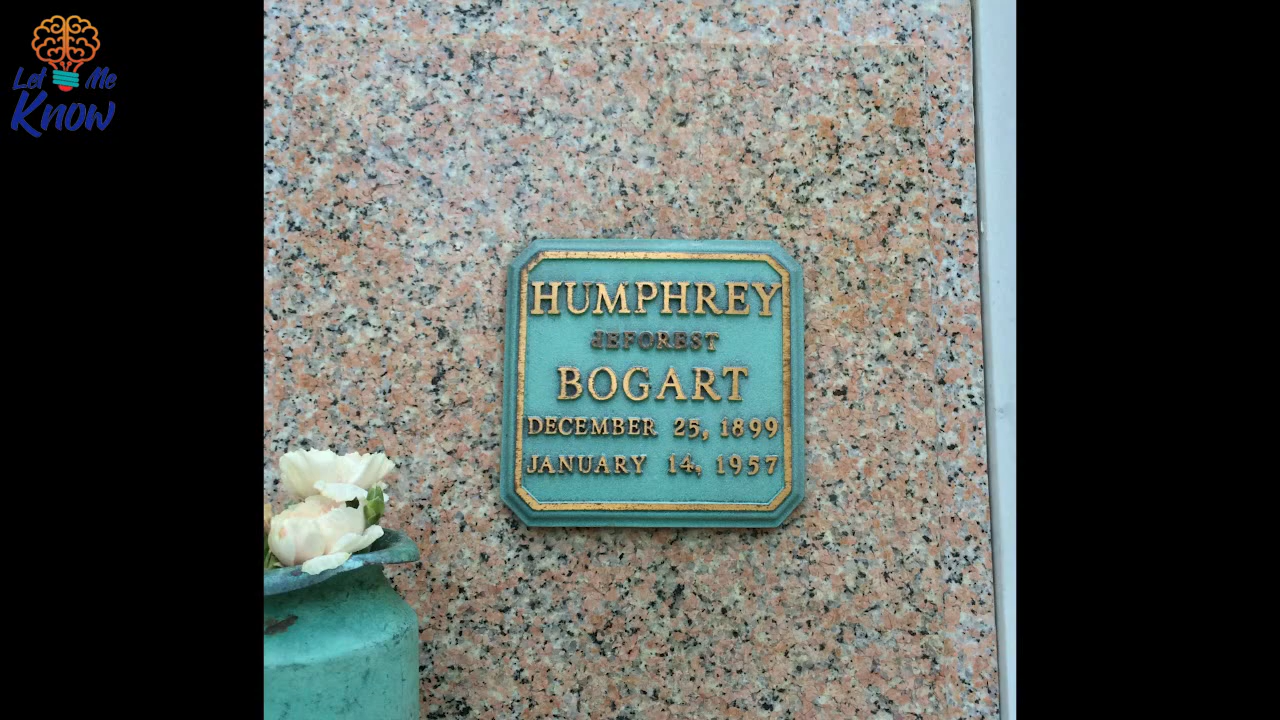 Let Me
Know
HUMPHREY
deFOREST
BOGART
DECEMBER 25, 1899
JANUARY 14, 1957